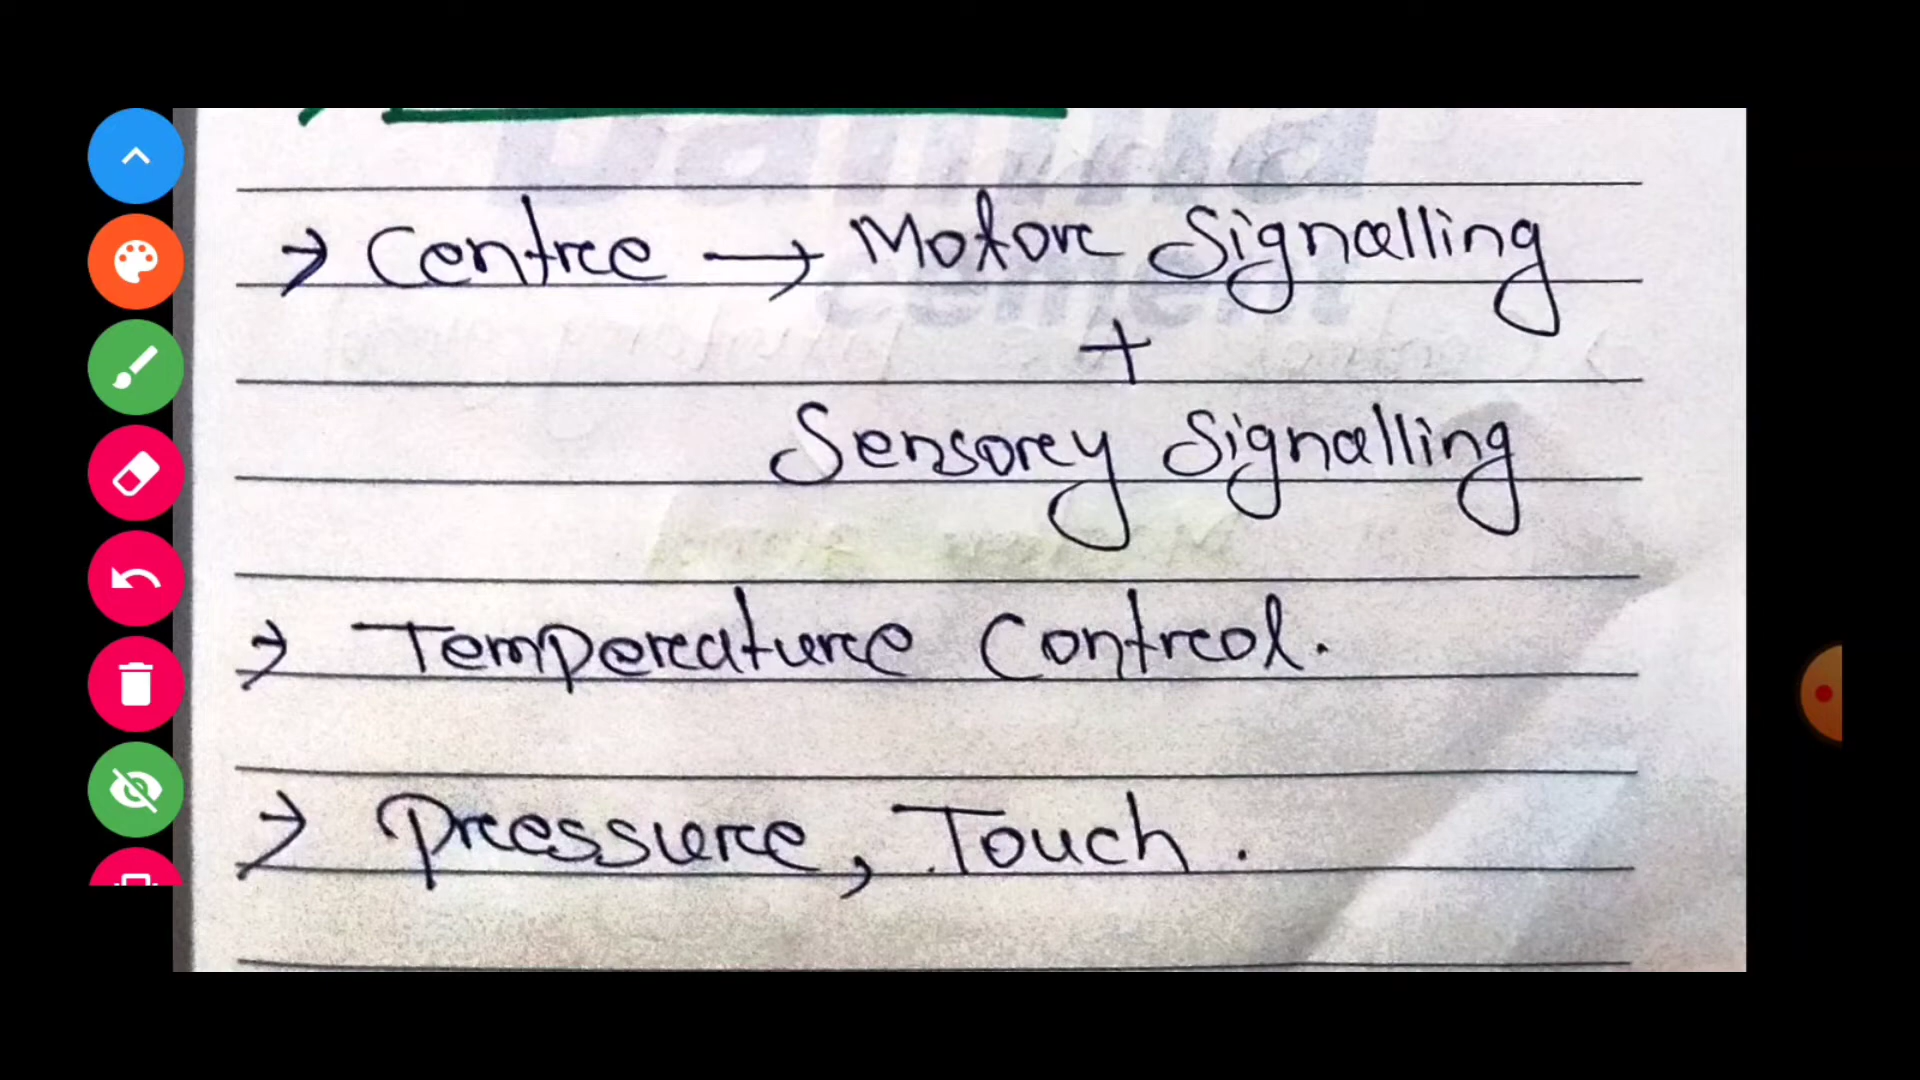 → Centre → Motor Signalling
+
Sensory Signalling
→ Temperature Control.
→ Pressure, Touch.